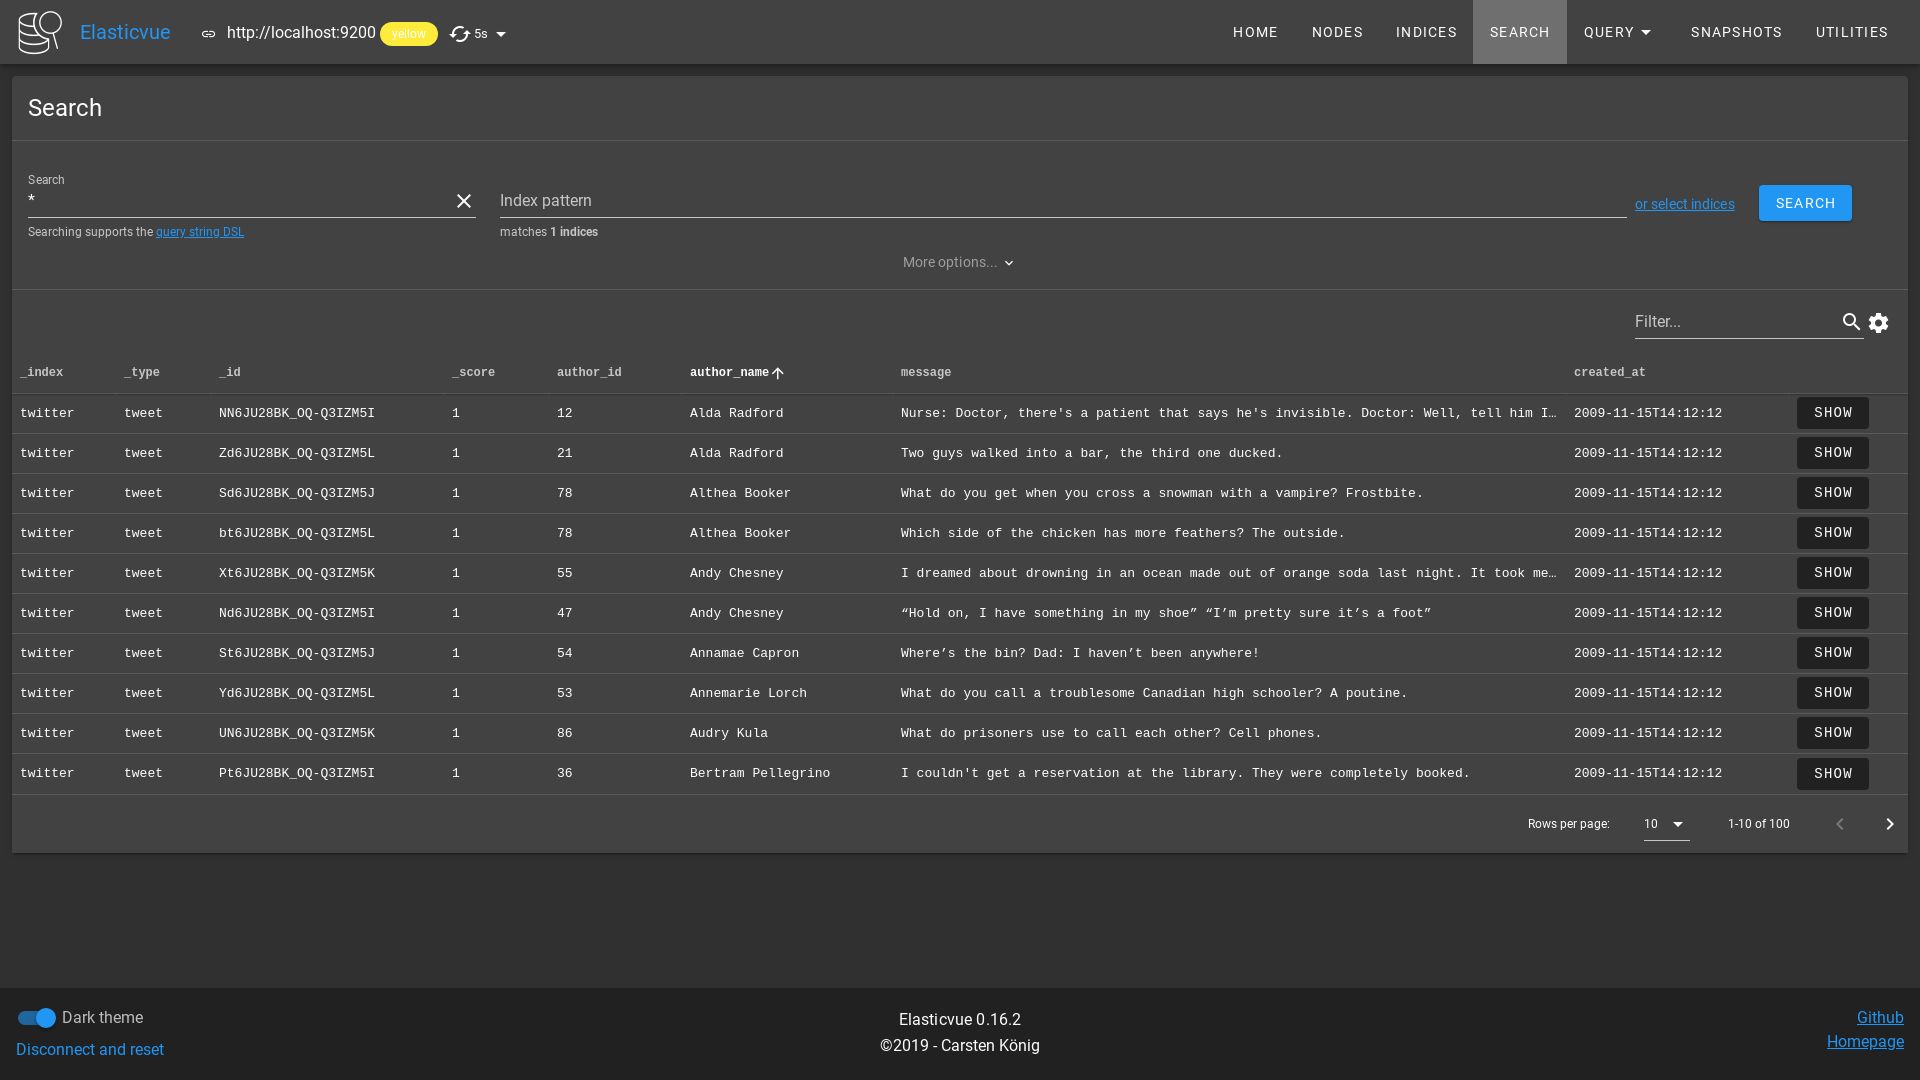 Elasticvue http://localhost:9200 yellow 5s HOME NODES INDICES SEARCH QUERY SNAPSHOTS UTILITIES
Search
Search
* Index pattern or select indices SEARCH
Searching supports the query string DSL matches 1 indices
More options...
Filter...
_index _type _id _score author_id author_name message created_at
twitter tweet NN6JU28BK_OQ-Q3IZM5I 1 12 Alda Radford Nurse: Doctor, there's a patient that says he's invisible. Doctor: Well, tell him I… 2009-11-15T14:12:12 SHOW
twitter tweet Zd6JU28BK_OQ-Q3IZM5L 1 21 Alda Radford Two guys walked into a bar, the third one ducked. 2009-11-15T14:12:12 SHOW
twitter tweet Sd6JU28BK_OQ-Q3IZM5J 1 78 Althea Booker What do you get when you cross a snowman with a vampire? Frostbite. 2009-11-15T14:12:12 SHOW
twitter tweet bt6JU28BK_OQ-Q3IZM5L 1 78 Althea Booker Which side of the chicken has more feathers? The outside. 2009-11-15T14:12:12 SHOW
twitter tweet Xt6JU28BK_OQ-Q3IZM5K 1 55 Andy Chesney I dreamed about drowning in an ocean made out of orange soda last night. It took me… 2009-11-15T14:12:12 SHOW
twitter tweet Nd6JU28BK_OQ-Q3IZM5I 1 47 Andy Chesney “Hold on, I have something in my shoe” “I’m pretty sure it’s a foot” 2009-11-15T14:12:12 SHOW
twitter tweet St6JU28BK_OQ-Q3IZM5J 1 54 Annamae Capron Where’s the bin? Dad: I haven’t been anywhere! 2009-11-15T14:12:12 SHOW
twitter tweet Yd6JU28BK_OQ-Q3IZM5L 1 53 Annemarie Lorch What do you call a troublesome Canadian high schooler? A poutine. 2009-11-15T14:12:12 SHOW
twitter tweet UN6JU28BK_OQ-Q3IZM5K 1 86 Audry Kula What do prisoners use to call each other? Cell phones. 2009-11-15T14:12:12 SHOW
twitter tweet Pt6JU28BK_OQ-Q3IZM5I 1 36 Bertram Pellegrino I couldn't get a reservation at the library. They were completely booked. 2009-11-15T14:12:12 SHOW
Rows per page: 10 1-10 of 100
Dark theme Elasticvue 0.16.2 Github
Disconnect and reset ©2019 - Carsten König Homepage